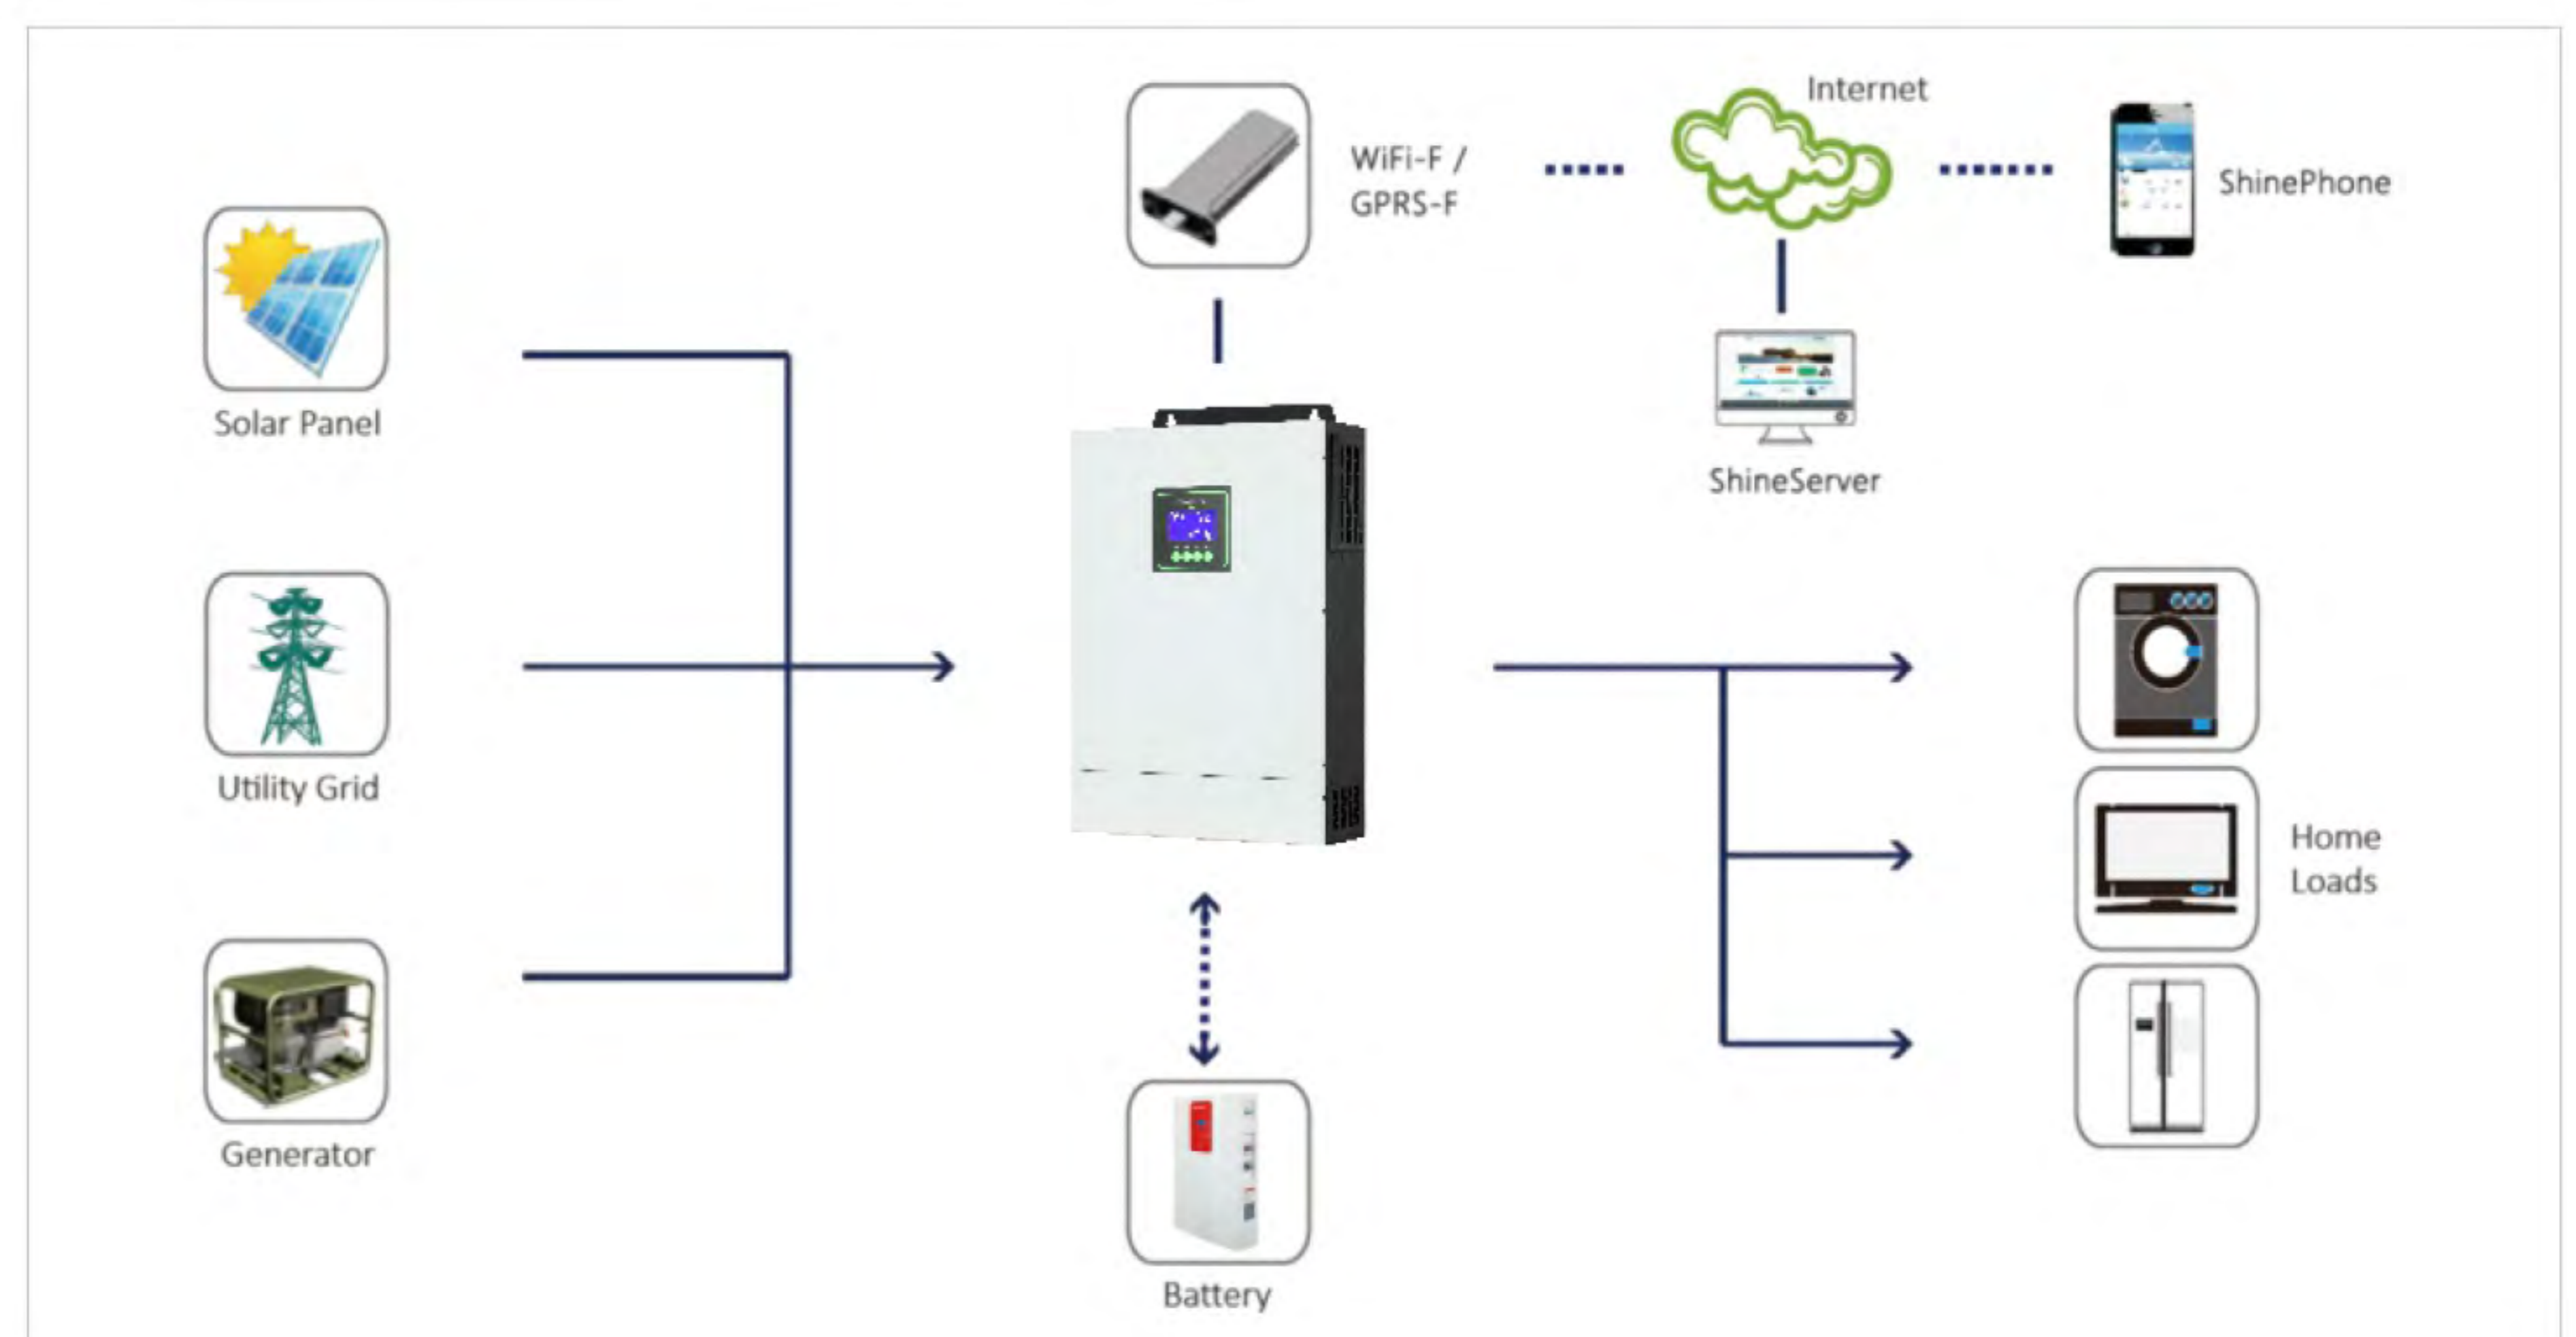 Internet
WiFi-F /
GPRS-F
ShinePhone
Solar Panel
ShineServer
Utility Grid
Home
Loads
Generator
Battery